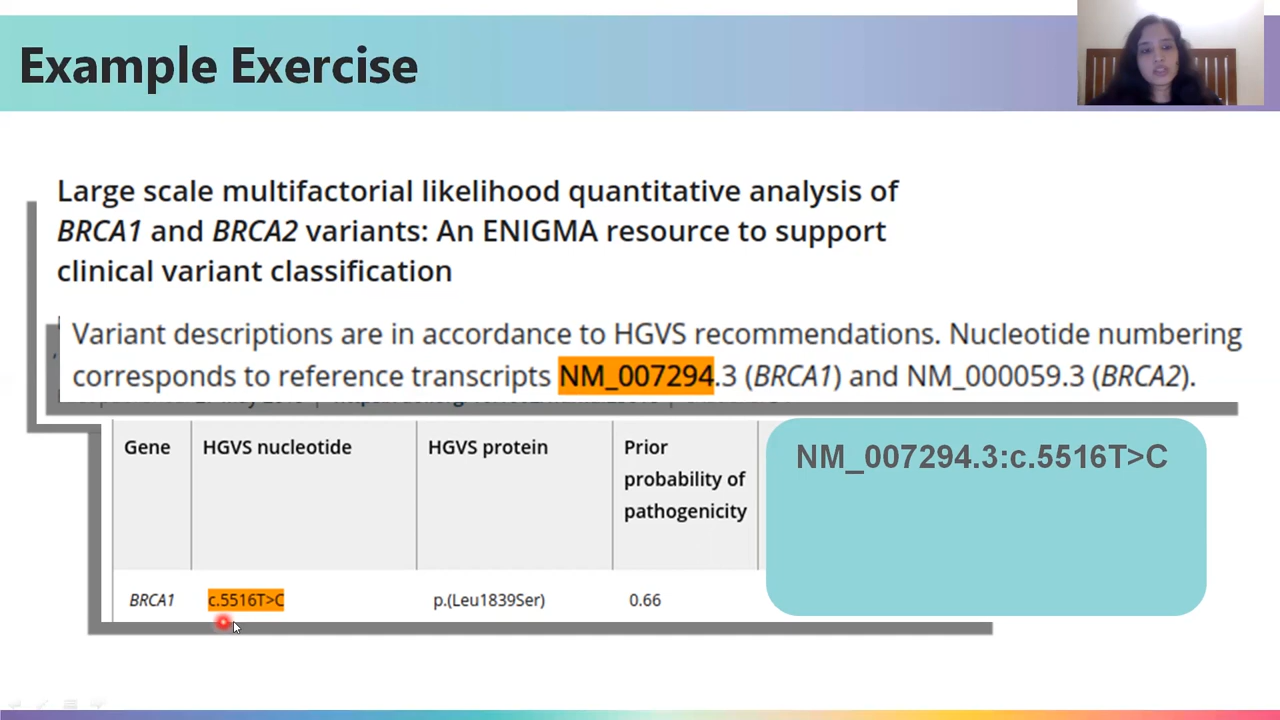 Example Exercise
Large scale multifactorial likelihood quantitative analysis of
BRCA1 and BRCA2 variants: An ENIGMA resource to support
clinical variant classification
Variant descriptions are in accordance to HGVS recommendations. Nucleotide numbering
corresponds to reference transcripts NM_007294.3 (BRCA1) and NM_000059.3 (BRCA2).
Gene HGVS nucleotide HGVS protein Prior
probability of
pathogenicity
NM_007294.3:c.5516T>C
BRCA1 c.5516T>C p.(Leu1839Ser) 0.66